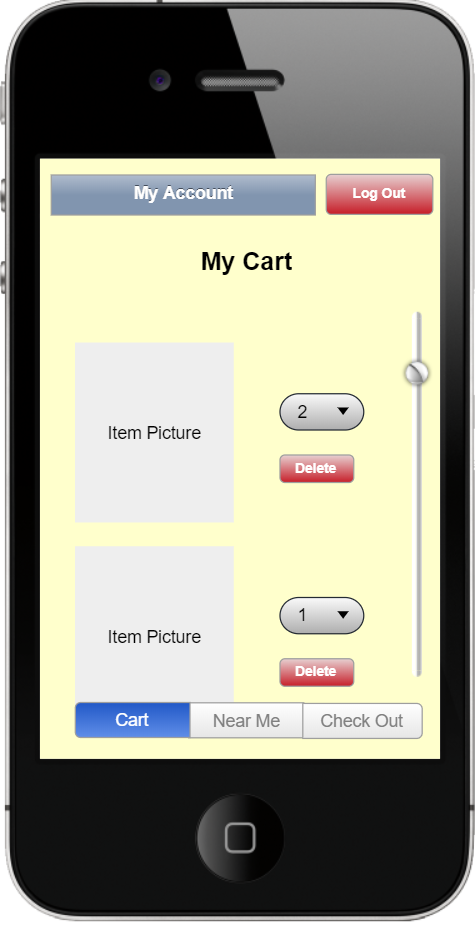 My Account
Log Out
My Cart
Item Picture
2
Delete
Item Picture
1
Delete
Cart
Near Me
Check Out